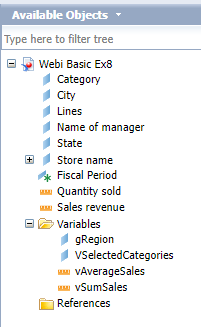 Available Objects
Type here to filter tree
Webi Basic Ex8
Category
City
Lines
Name of manager
State
Store name
Fiscal Period
Quantity sold
Sales revenue
Variables
gRegion
VSelectedCategories
vAverageSales
vSumSales
References